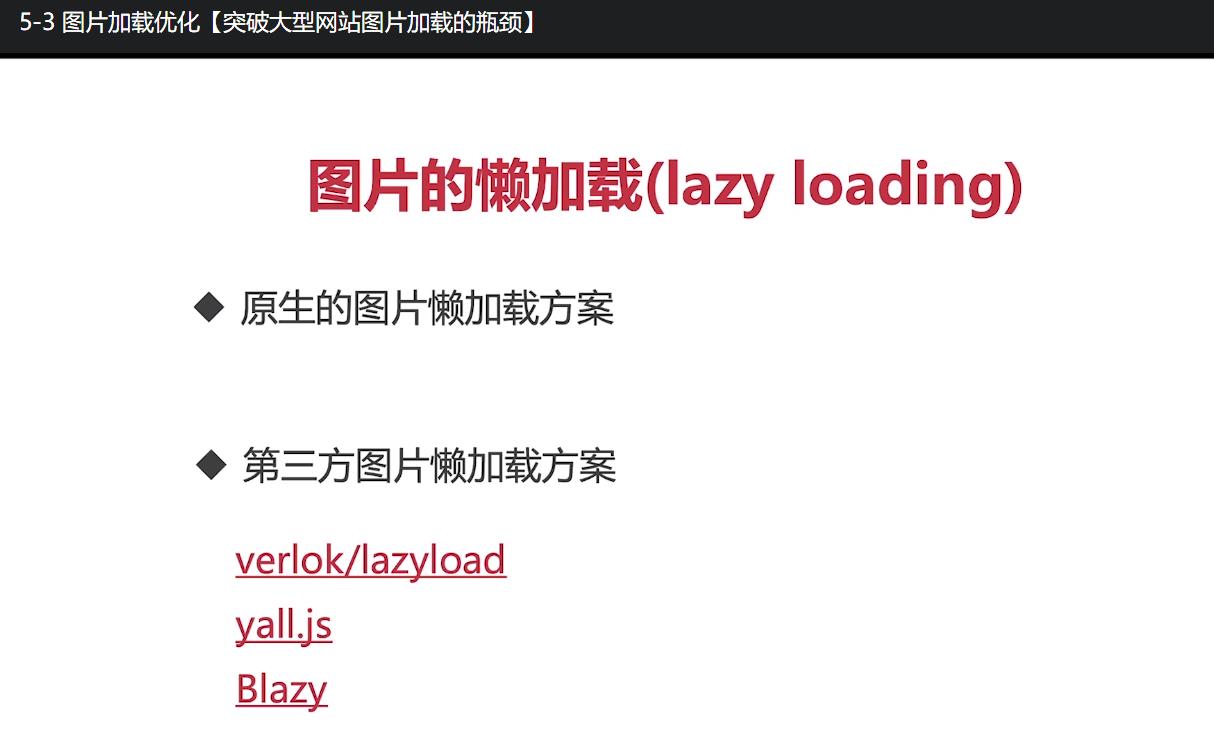 5-3 图片加载优化【突破大型网站图片加载的瓶颈】
图片的懒加载(lazy loading)
◆ 原生的图片懒加载方案
◆ 第三方图片懒加载方案
verlok/lazyload
yall.js
Blazy